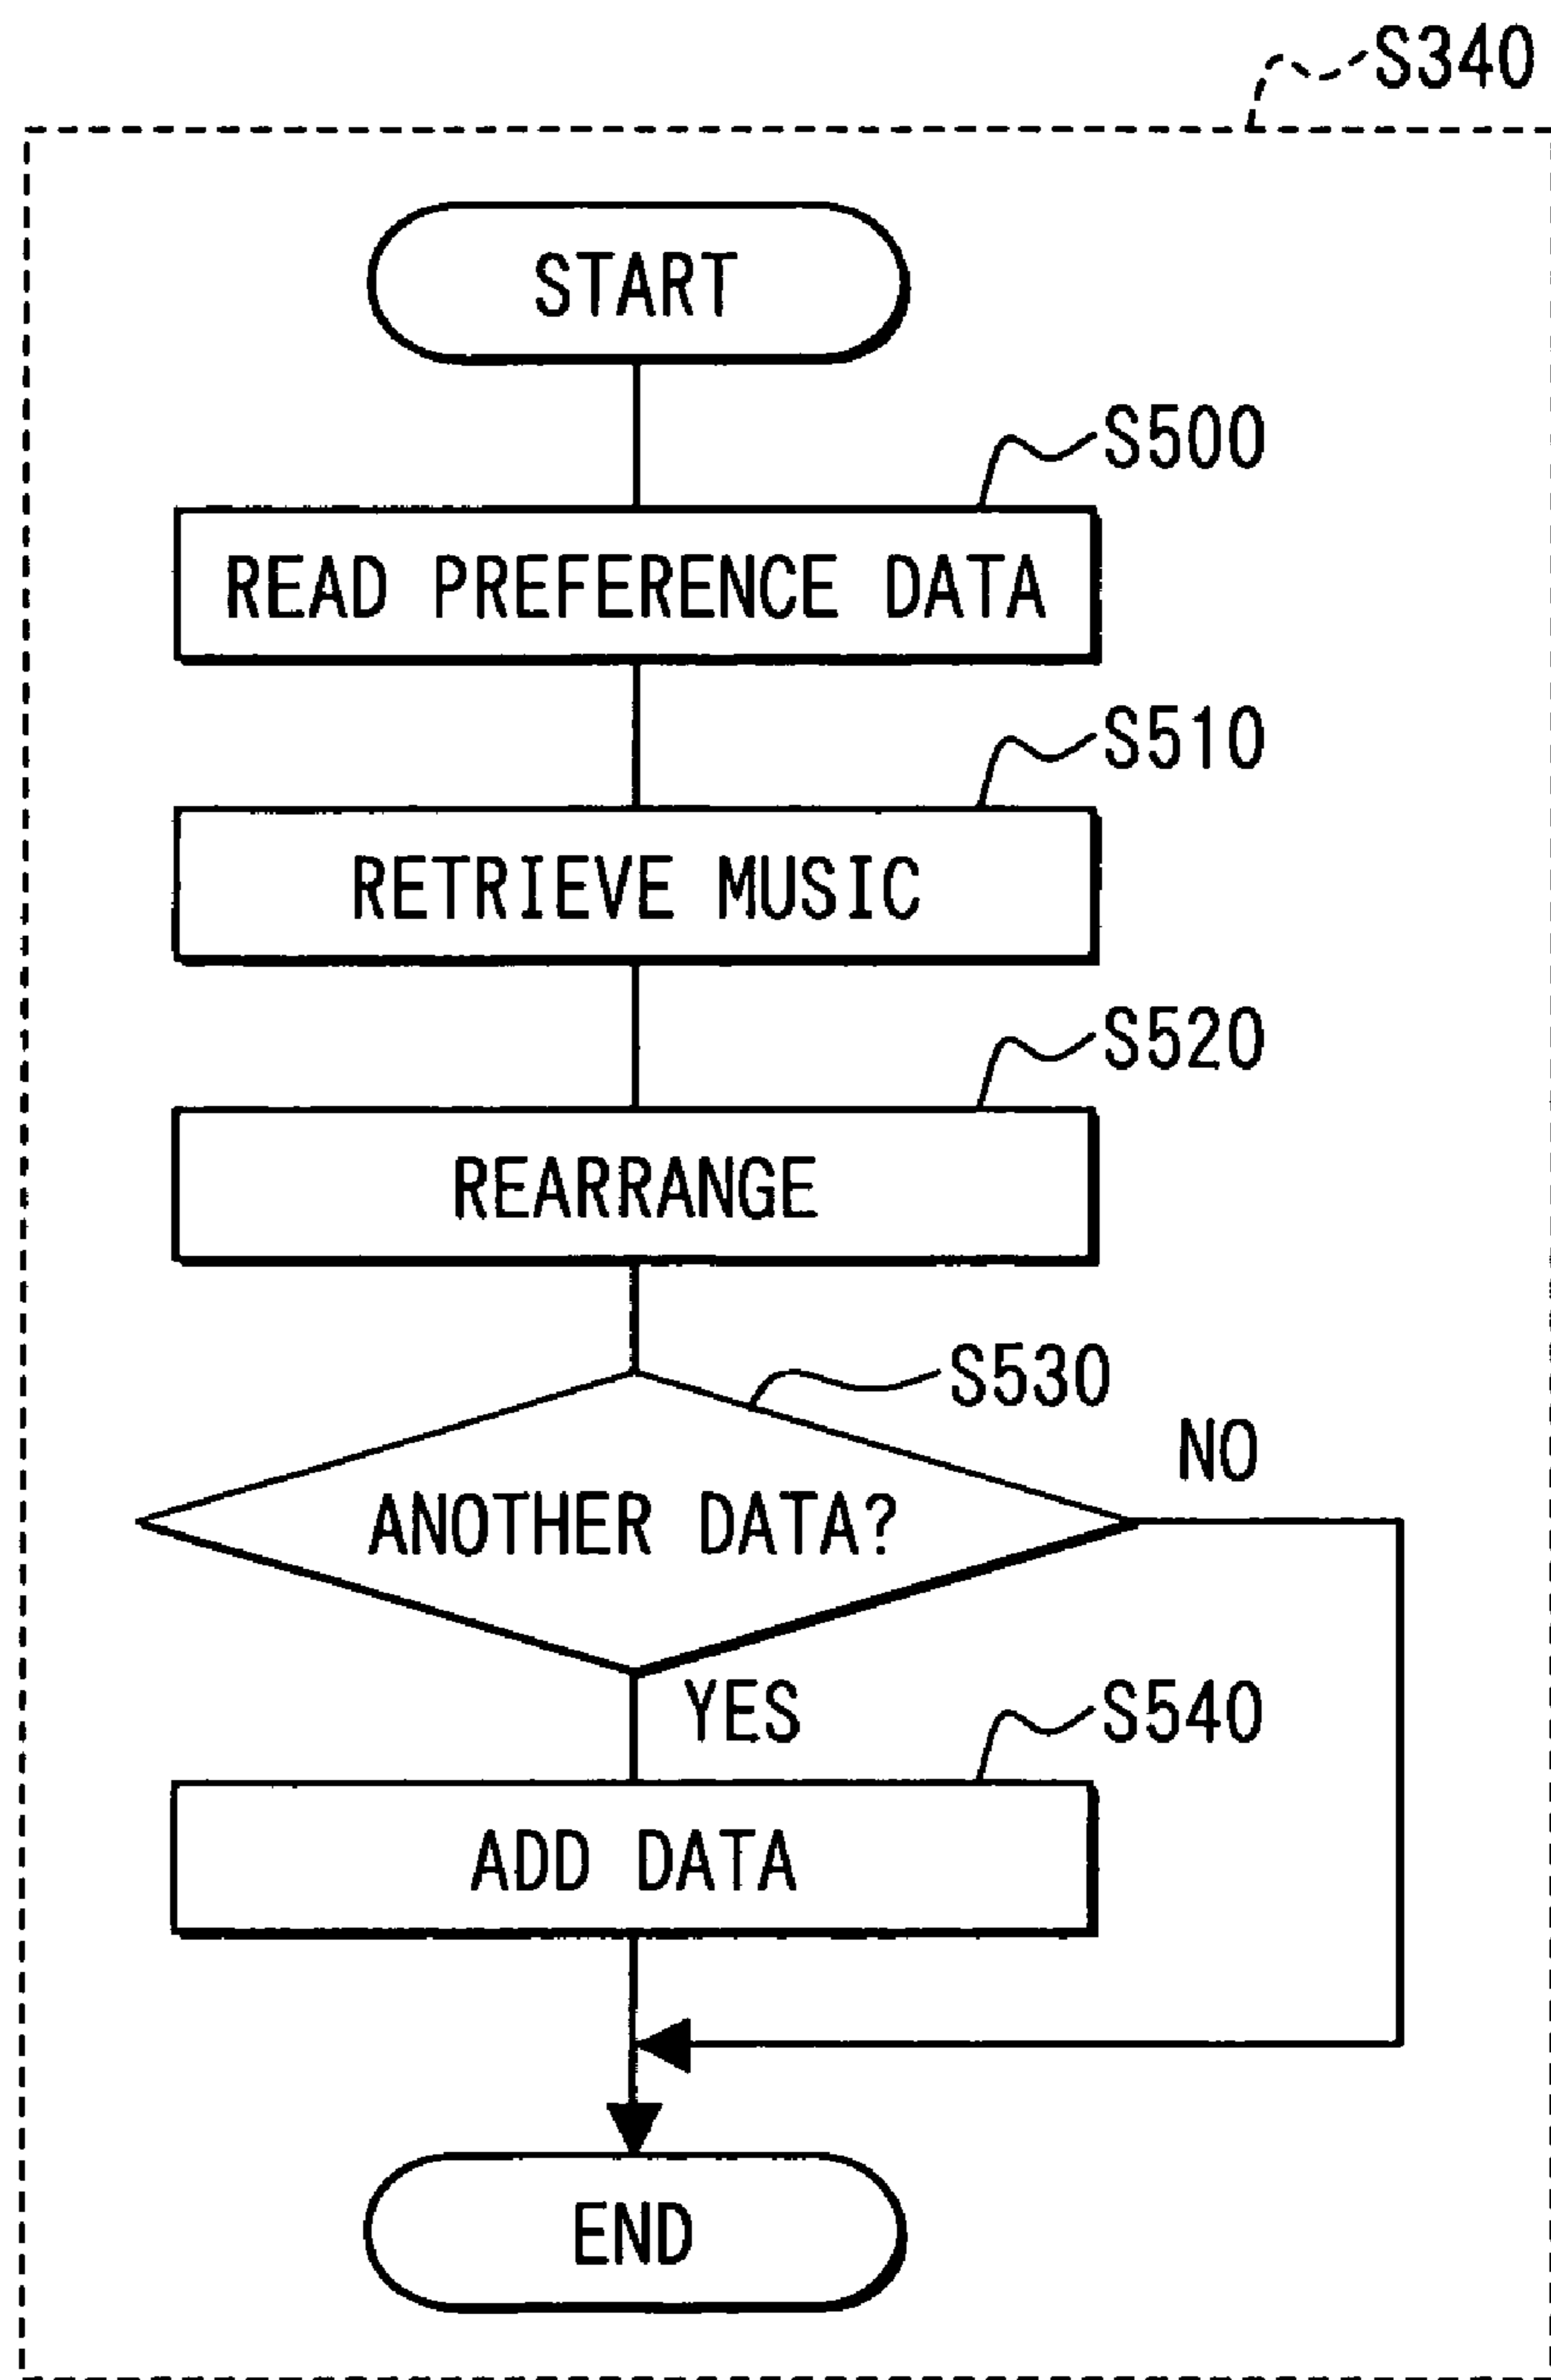 S340
START
S500
READ PREFERENCE DATA
S510
RETRIEVE MUSIC
S520
REARRANGE
S530
NO
ANOTHER DATA?
YES
S540
ADD DATA
END